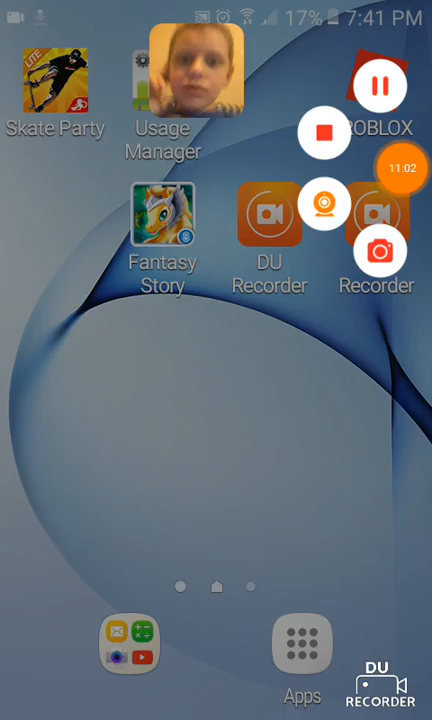 17% 7:41 PM
LITE
Skate Party
Usage
Manager
ROBLOX
11:02
Fantasy
Story
DU
Recorder
Recorder
Apps
DU
RECORDER